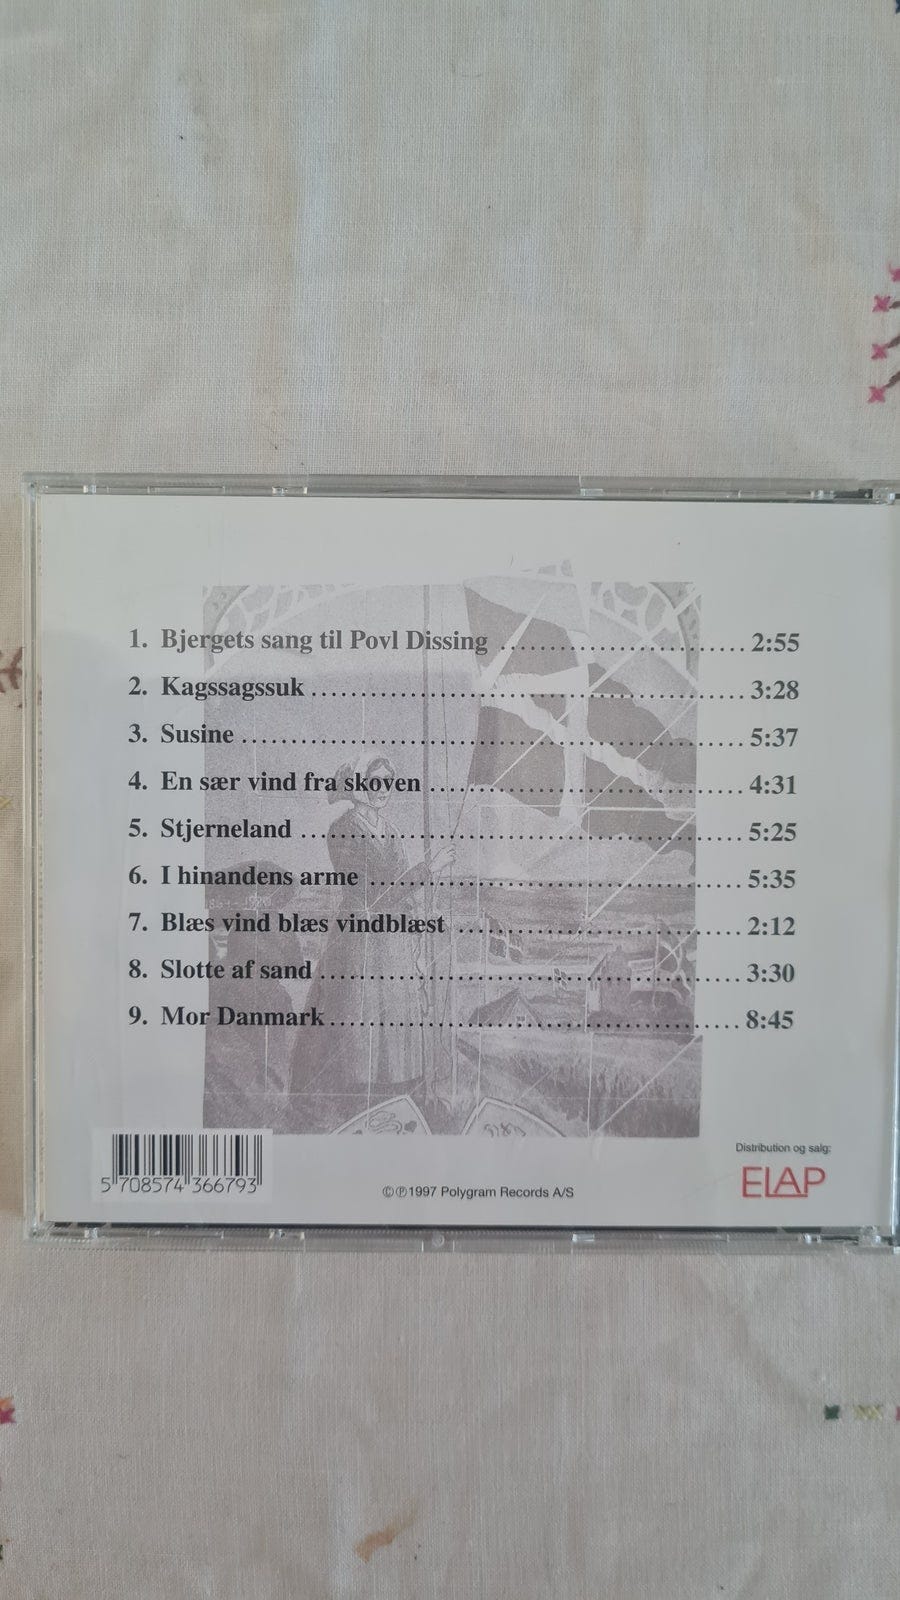 1. Bjergets sang til Povl Dissing ........................ 2:55
2. Kagssagssuk ........................ 3:28
3. Susine ........................ 5:37
4. En sær vind fra skoven ........................ 4:31
5. Stjerneland ........................ 5:25
6. I hinandens arme ........................ 5:35
7. Blæs vind blæs vindblæst ........................ 2:12
8. Slotte af sand ........................ 3:30
9. Mor Danmark ........................ 8:45
5 708574 366793
©℗1997 Polygram Records A/S
Distribution og salg:
ELAP